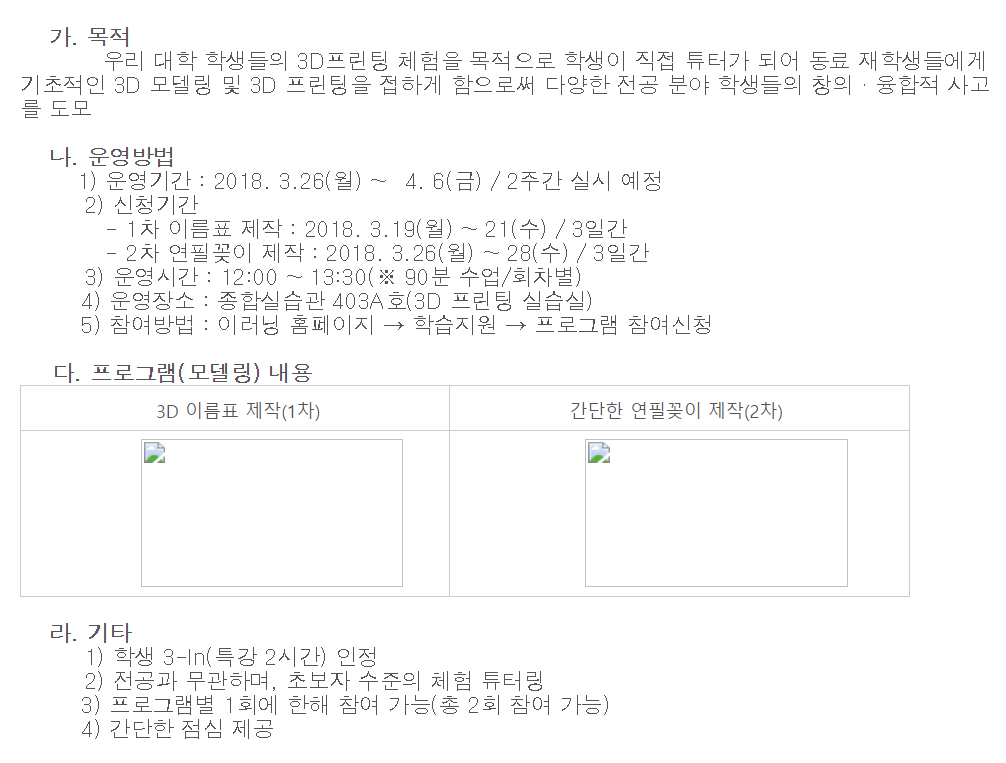 가. 목적
우리 대학 학생들의 3D프린팅 체험을 목적으로 학생이 직접 튜터가 되어 동료 재학생들에게
기초적인 3D 모델링 및 3D 프린팅을 접하게 함으로써 다양한 전공 분야 학생들의 창의 · 융합적 사고
를 도모
나. 운영방법
1) 운영기간 : 2018. 3.26(월) ~ 4. 6(금) / 2주간 실시 예정
2) 신청기간
- 1차 이름표 제작 : 2018. 3.19(월) ~ 21(수) / 3일간
- 2차 연필꽂이 제작 : 2018. 3.26(월) ~ 28(수) / 3일간
3) 운영시간 : 12:00 ~ 13:30(※ 90분 수업/회차별)
4) 운영장소 : 종합실습관 403A호(3D 프린팅 실습실)
5) 참여방법 : 이러닝 홈페이지 → 학습지원 → 프로그램 참여신청
다. 프로그램(모델링) 내용
3D 이름표 제작(1차) 간단한 연필꽂이 제작(2차)
라. 기타
1) 학생 3-In(특강 2시간) 인정
2) 전공과 무관하며, 초보자 수준의 체험 튜터링
3) 프로그램별 1회에 한해 참여 가능(총 2회 참여 가능)
4) 간단한 점심 제공